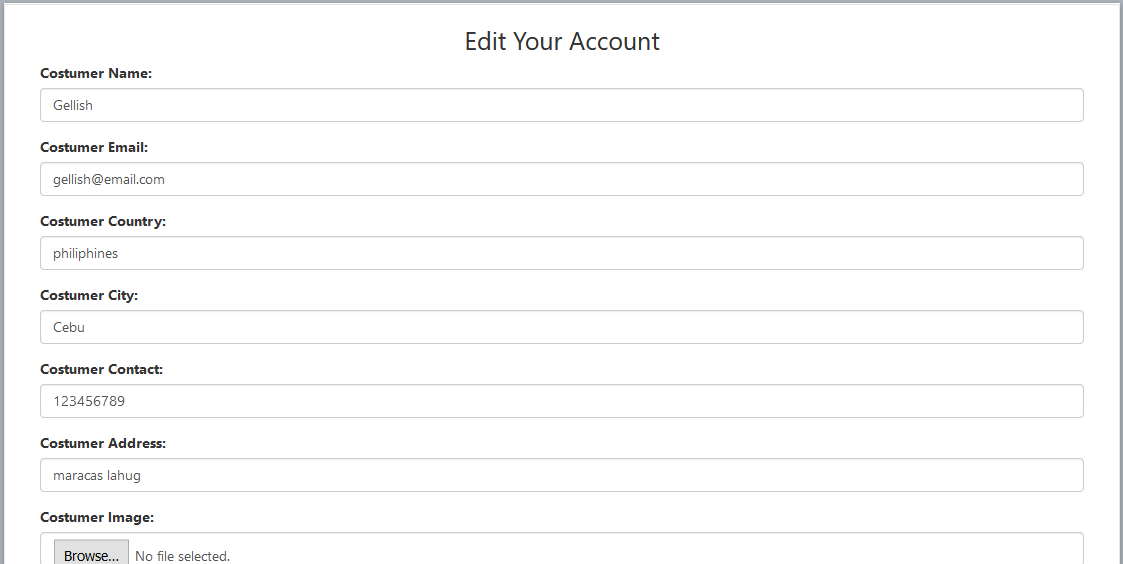 Edit Your Account
Costumer Name:
Gellish
Costumer Email:
gellish@email.com
Costumer Country:
philiphines
Costumer City:
Cebu
Costumer Contact:
123456789
Costumer Address:
maracas lahug
Costumer Image:
Browse... No file selected.